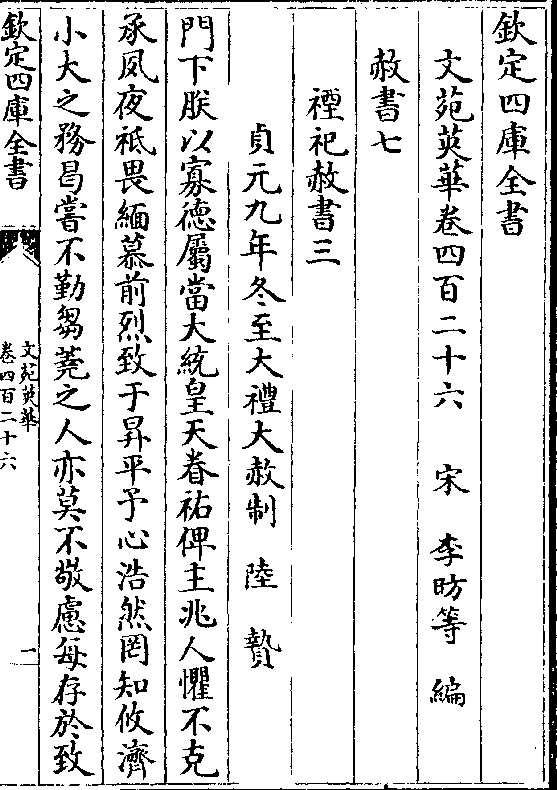 欽定四庫全書
文苑英華卷四百二十六 宋 李昉等 編
赦書七
禋祀赦書三
貞元九年冬至大禮大赦制 陸贄
門下朕以寡德屬當大統皇天眷祐俾主兆人懼不克
承夙夜祗畏緬慕前烈致于昇平予心浩然罔知攸濟
小大之務曷嘗不勤芻蕘之人亦莫不敬慮每存於致
欽定四庫全書
文苑英華
卷四百二十六
一